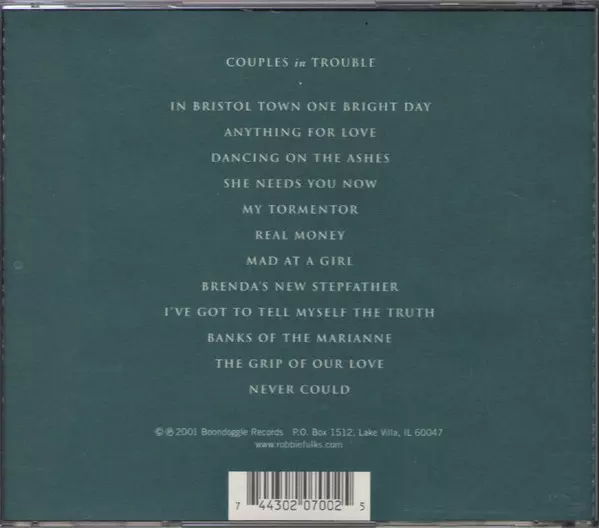 COUPLES in TROUBLE
IN BRISTOL TOWN ONE BRIGHT DAY
ANYTHING FOR LOVE
DANCING ON THE ASHES
SHE NEEDS YOU NOW
MY TORMENTOR
REAL MONEY
MAD AT A GIRL
BRENDA'S NEW STEPFATHER
I'VE GOT TO TELL MYSELF THE TRUTH
BANKS OF THE MARIANNE
THE GRIP OF OUR LOVE
NEVER COULD
©℗2001 Boondoggle Records P.O. Box 1512, Lake Villa, IL 60047
www.robbiefulks.com
7 44302 07002 5